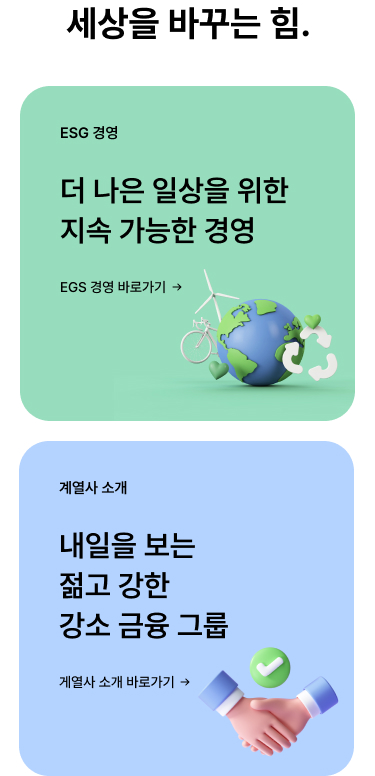 세상을 바꾸는 힘.
ESG 경영
더 나은 일상을 위한
지속 가능한 경영
EGS 경영 바로가기 →
계열사 소개
내일을 보는
젊고 강한
강소 금융 그룹
게열사 소개 바로가기 →